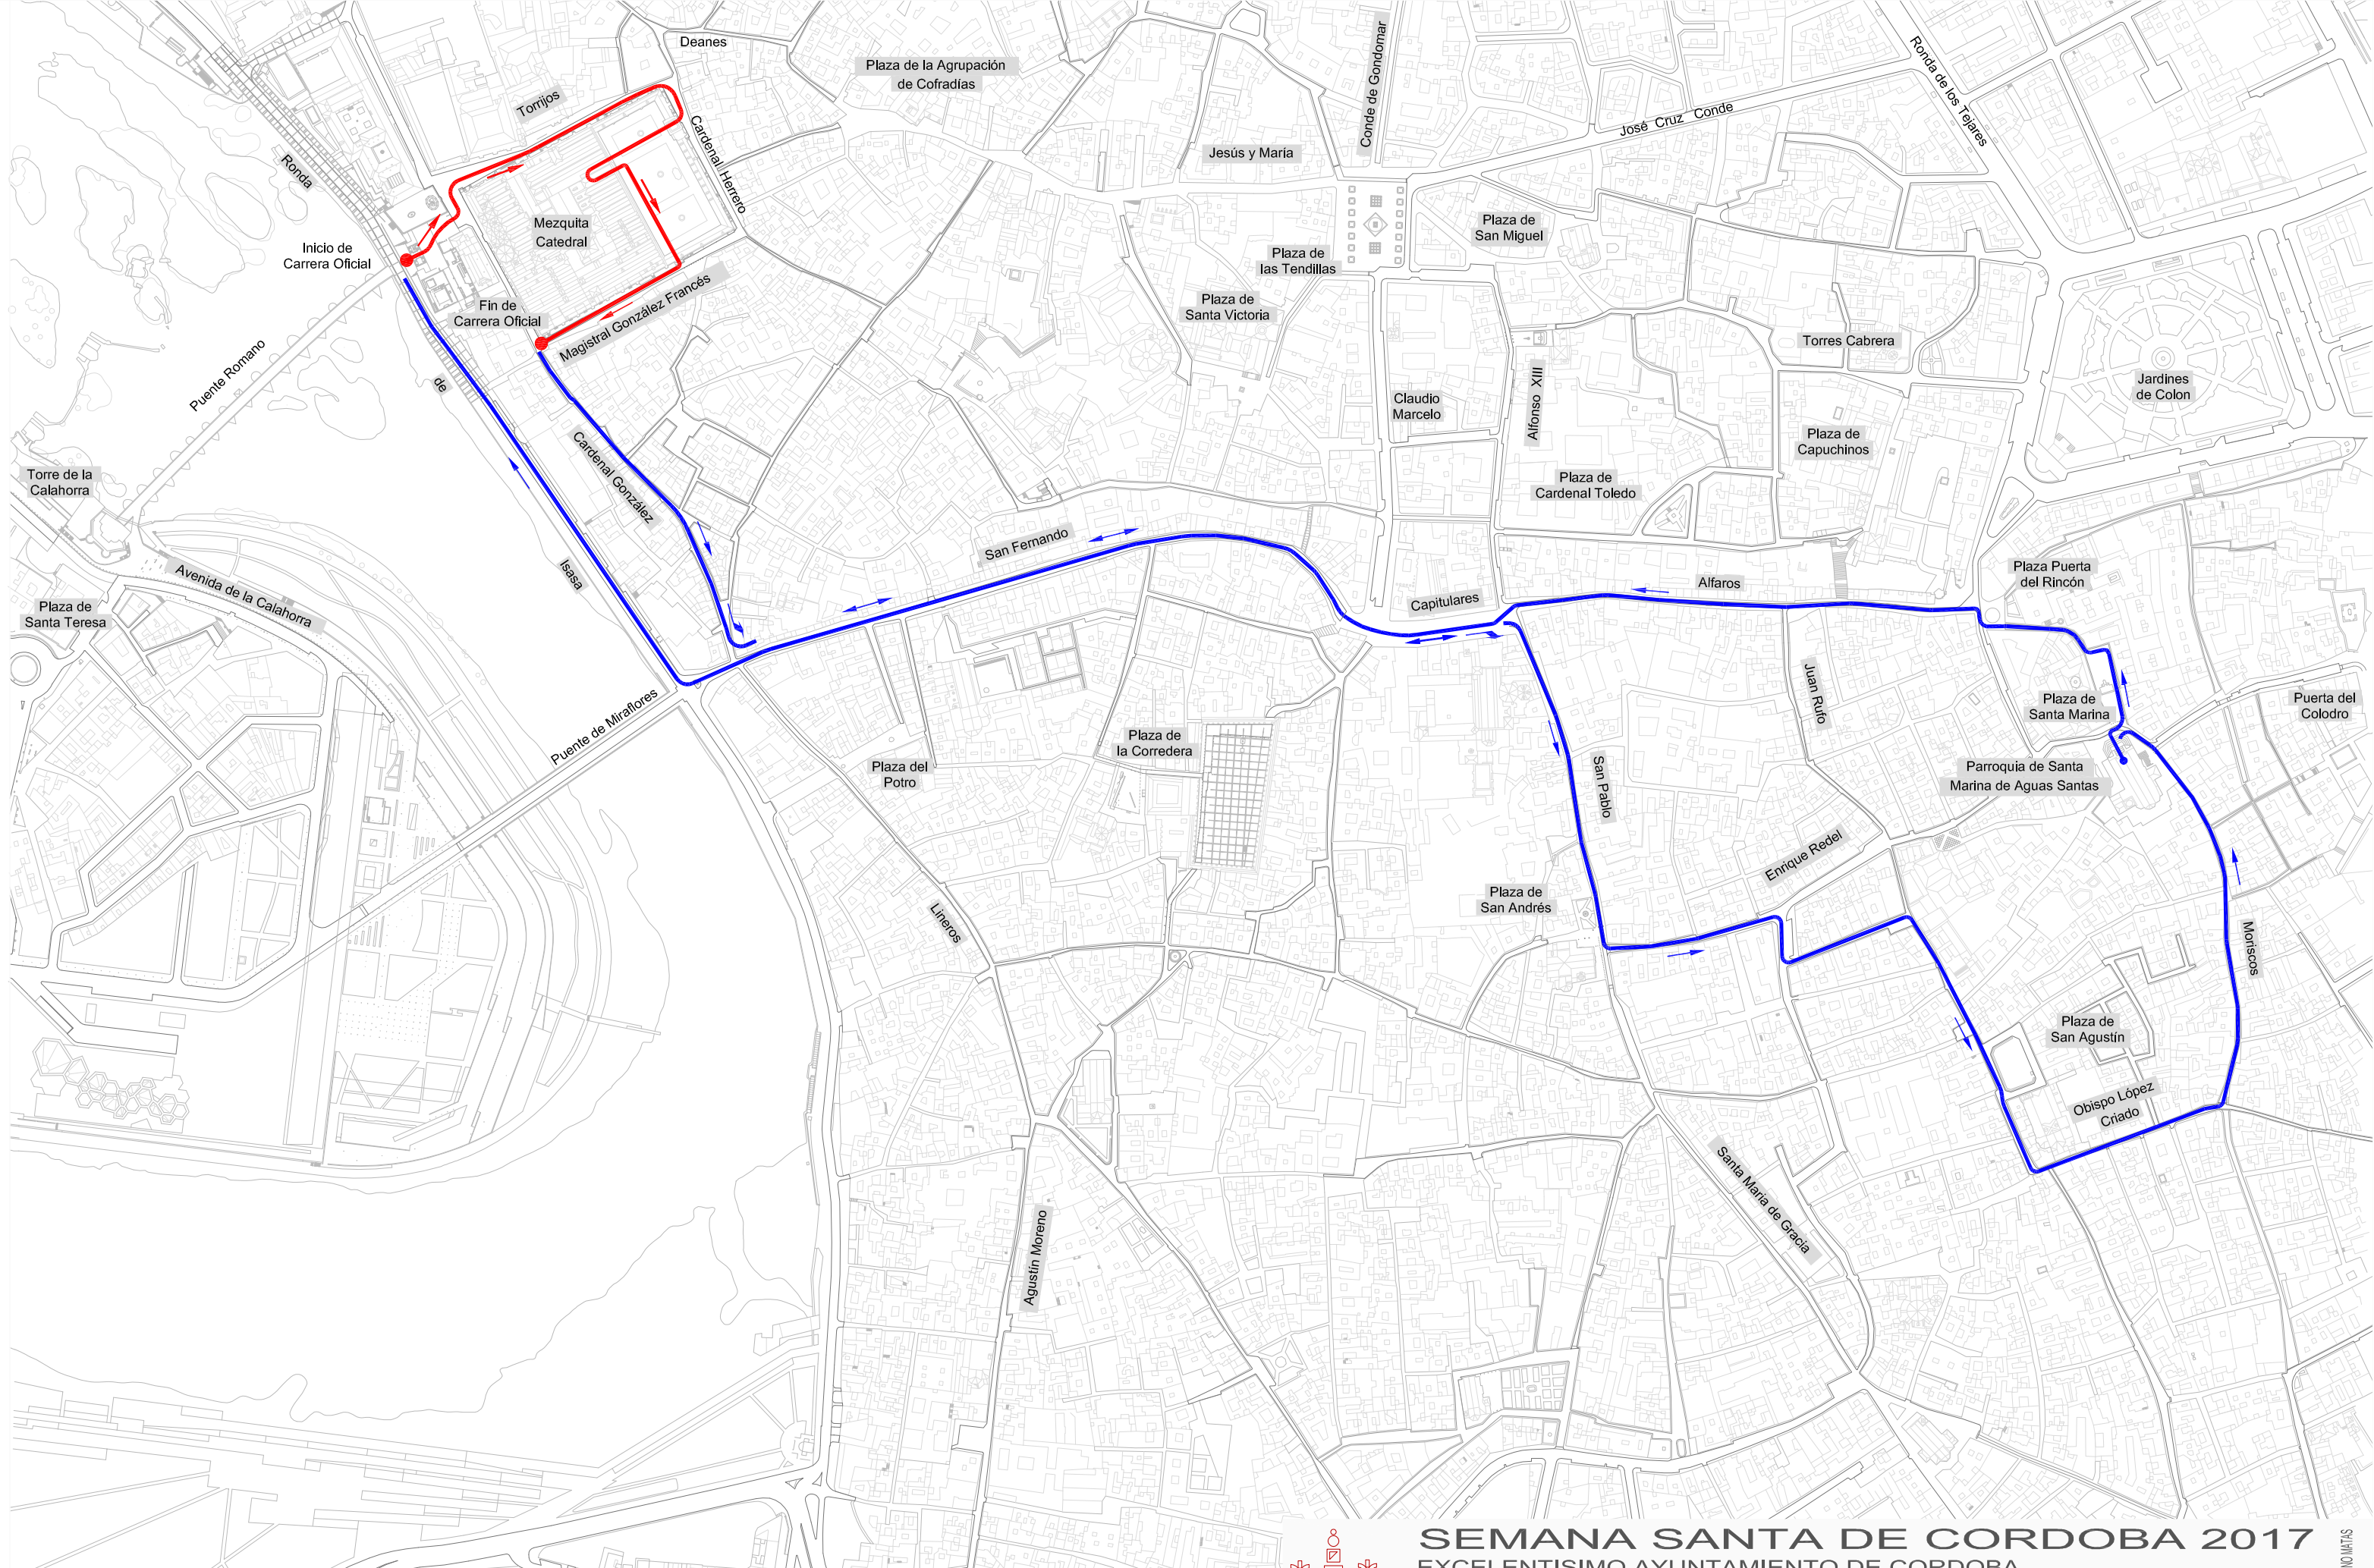 Deanes
Plaza de la Agrupación
de Cofradías
Conde de Gondomar
Ronda de los Tejares
Torrijos
José Cruz Conde
Cardenal Herrero
Jesús y María
Ronda
Mezquita
Catedral
Plaza de
San Miguel
Inicio de
Carrera Oficial
Plaza de
las Tendillas
Fin de
Carrera Oficial
Magistral González Francés
Plaza de
Santa Victoria
Torres Cabrera
Puente Romano
de
Claudio
Marcelo
Alfonso XIII
Jardines
de Colon
Plaza de
Capuchinos
Torre de la
Calahorra
Cardenal González
Plaza de
Cardenal Toledo
San Fernando
Isasa
Avenida de la Calahorra
Plaza Puerta
del Rincón
Alfaros
Capitulares
Plaza de
Santa Teresa
Juan Rufo
Plaza de
Santa Marina
Puerta del
Colodro
Puente de Miraflores
Plaza de
la Corredera
Plaza del
Potro
San Pablo
Parroquia de Santa
Marina de Aguas Santas
Enrique Redel
Plaza de
San Andrés
Lineros
Moriscos
Plaza de
San Agustín
Obispo López
Criado
Santa Maria de Gracia
Agustín Moreno
SEMANA SANTA DE CORDOBA 2017
EXCELENTISIMO AYUNTAMIENTO DE CORDOBA